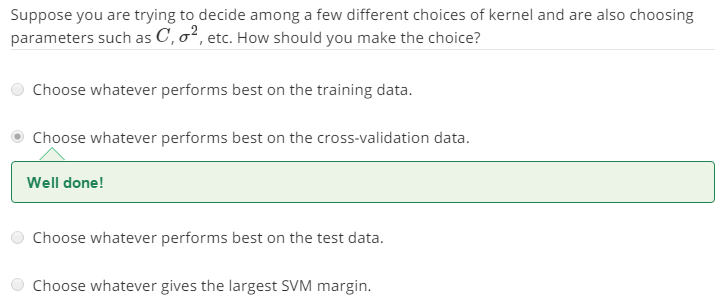 Suppose you are trying to decide among a few different choices of kernel and are also choosing
parameters such as C, σ², etc. How should you make the choice?
Choose whatever performs best on the training data.
Choose whatever performs best on the cross-validation data.
Well done!
Choose whatever performs best on the test data.
Choose whatever gives the largest SVM margin.